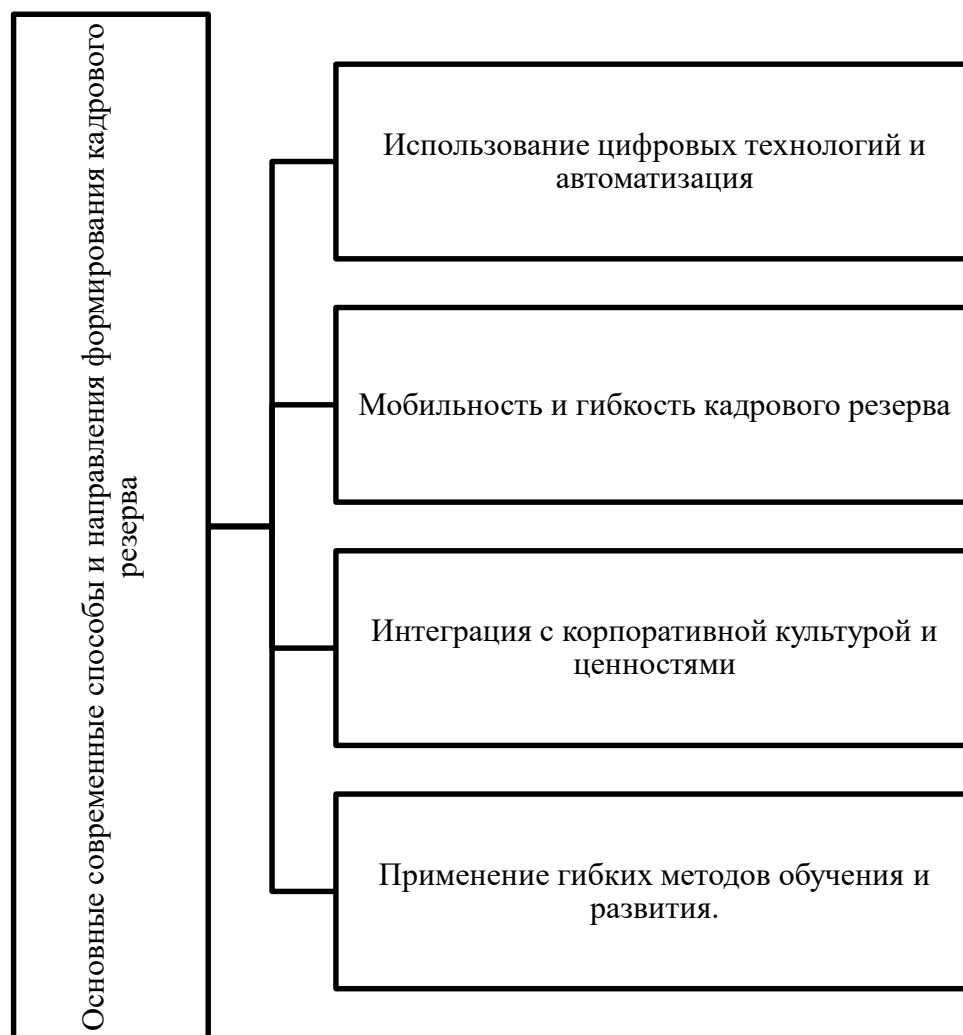 Основные современные способы и направления формирования кадрового
резерва
Использование цифровых технологий и
автоматизация
Мобильность и гибкость кадрового резерва
Интеграция с корпоративной культурой и
ценностями
Применение гибких методов обучения и
развития.